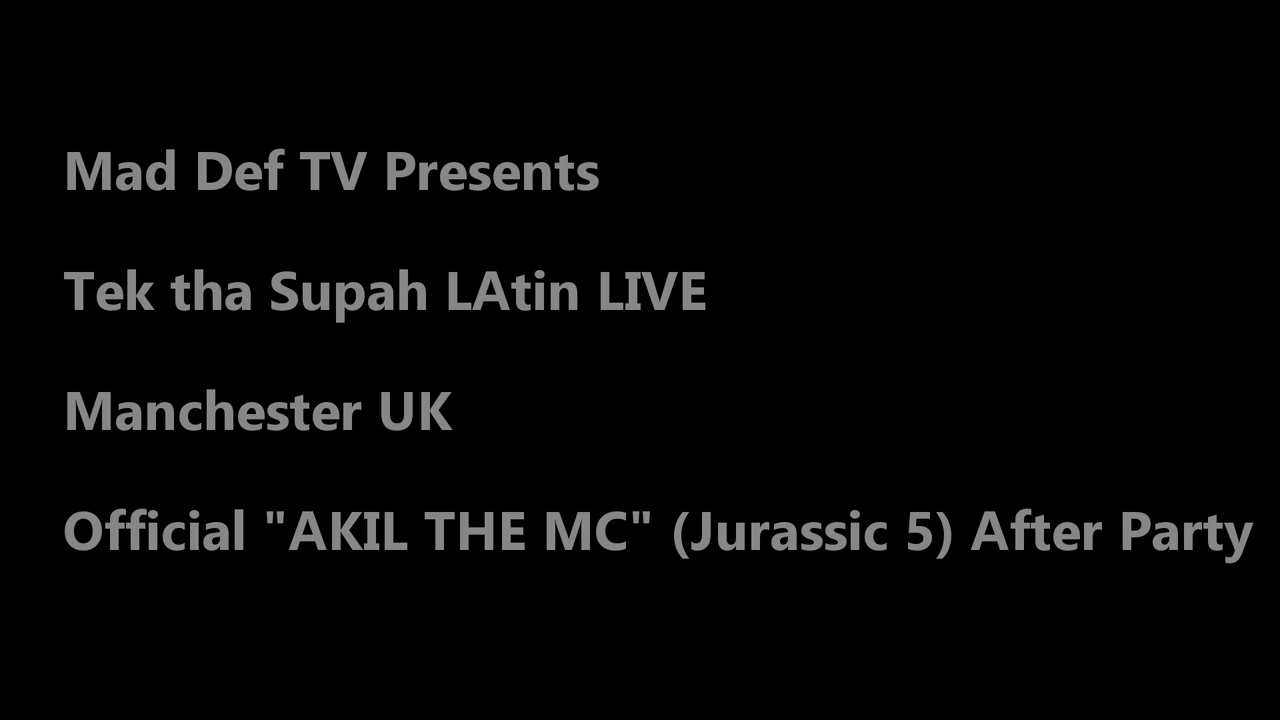 Mad Def TV Presents
Tek tha Supah LAtin LIVE
Manchester UK
Official "AKIL THE MC" (Jurassic 5) After Party